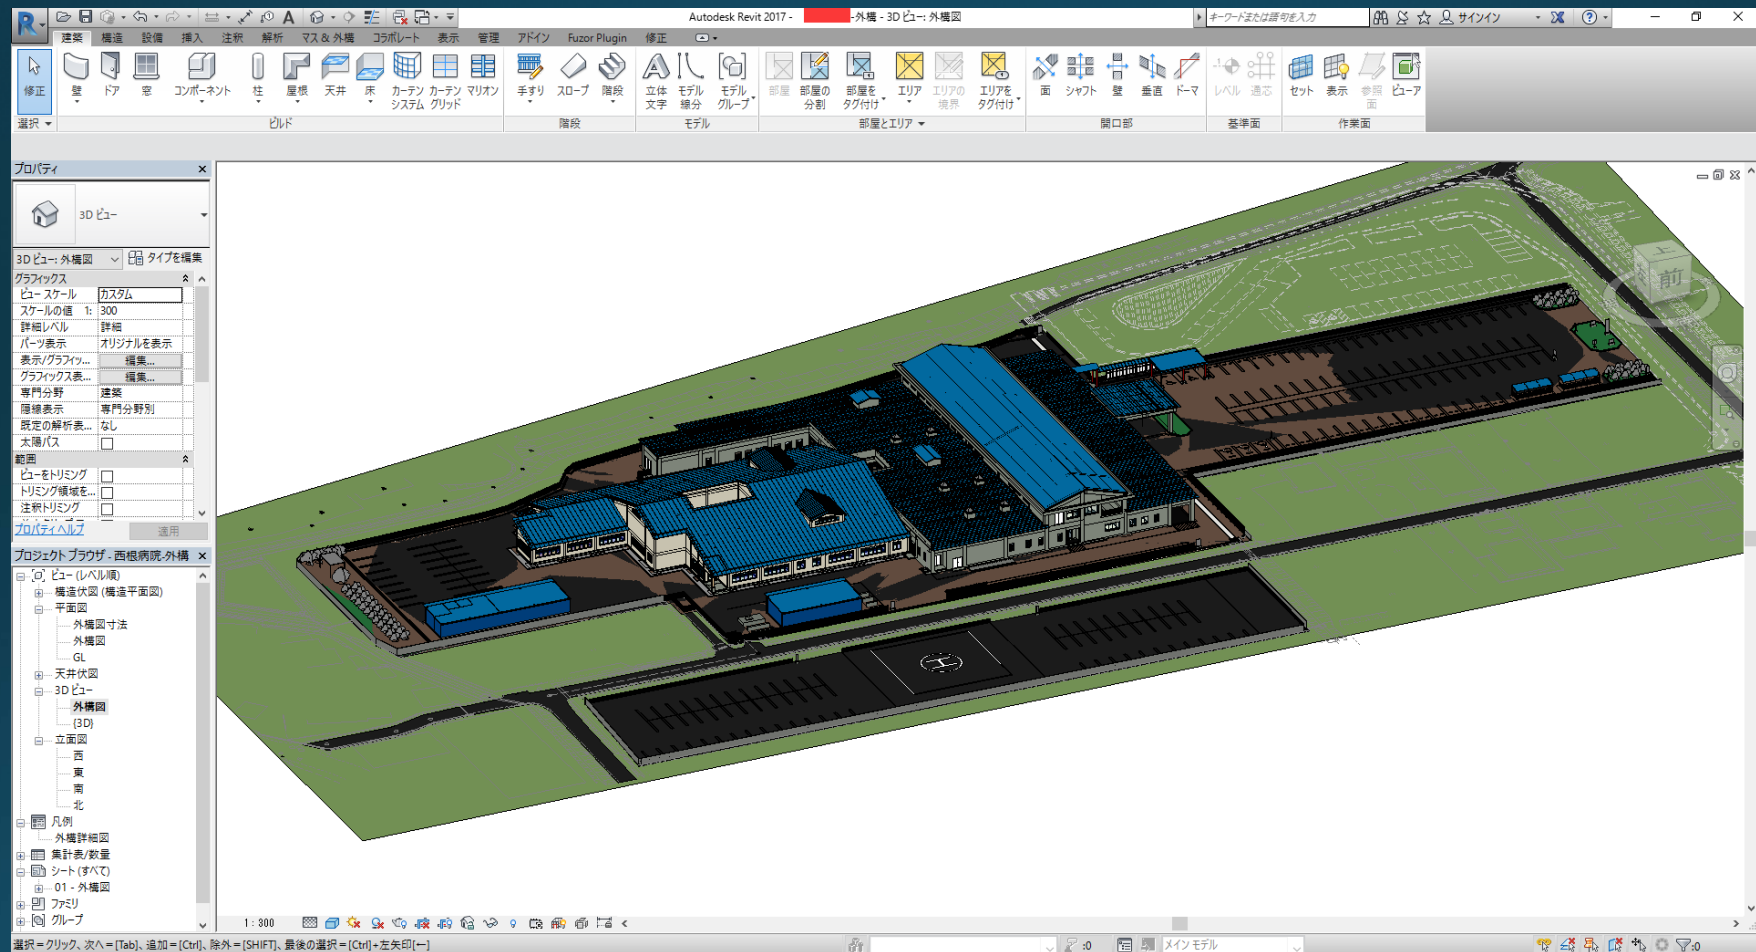 Autodesk Revit 2017 -
-外構 - 3D ビュー: 外構図
キーワードまたは語句を入力
サインイン
建築 構造 設備 挿入 注釈 解析 マス & 外構 コラボレート 表示 管理 アドイン Fuzor Plugin 修正
修正 壁 ドア 窓 コンポーネント 柱 屋根 天井 床 カーテン システム カーテン グリッド マリオン 手すり スロープ 階段 立体 文字 モデル 線分 モデル グループ 部屋 部屋の 分割 部屋を タグ付け エリア エリアの 境界 エリアを タグ付け 面 シャフト 壁 垂直 ドーマ レベル 通芯 セット 表示 参照 面 ビューア
選択 ビルド 階段 モデル 部屋とエリア 開口部 基準面 作業面
プロパティ
3D ビュー
3D ビュー: 外構図 タイプを編集
グラフィックス
ビュー スケール カスタム
スケールの値 1: 300
詳細レベル 詳細
パーツ表示 オリジナルを表示
表示/グラフィッ... 編集...
グラフィックス表... 編集...
専門分野 建築
隠線表示 専門分野別
既定の解析表... なし
太陽パス
範囲
ビューをトリミング
トリミング領域を...
注釈トリミング
プロパティヘルプ 適用
プロジェクト ブラウザ - 西根病院-外構
ビュー (レベル順)
構造伏図 (構造平面図)
平面図
外構図寸法
外構図
GL
天井伏図
3D ビュー
外構図
{3D}
立面図
西
東
南
北
凡例
外構詳細図
集計表/数量
シート (すべて)
01 - 外構図
ファミリ
グループ
上
前
H
1 : 300
選択=クリック、次へ=[Tab]、追加=[Ctrl]、除外=[SHIFT]、最後の選択=[Ctrl]+左矢印[←]
:0
メイン モデル
:0